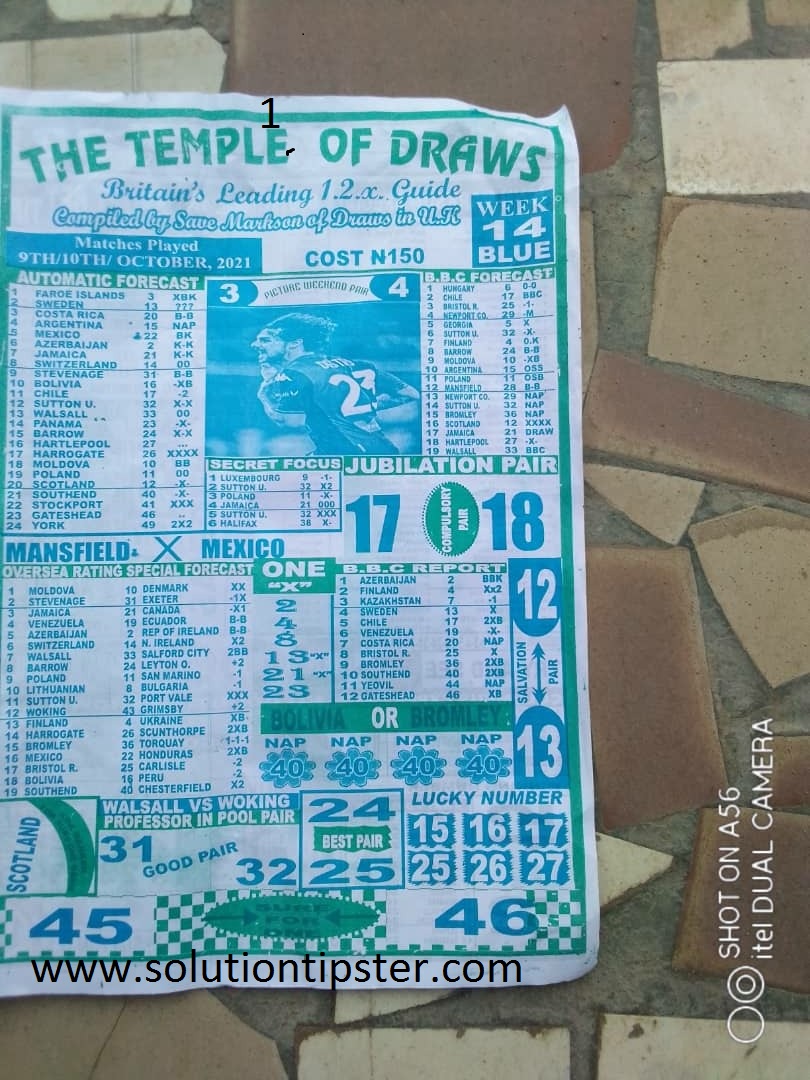 1
THE TEMPLE OF DRAWS
Britain's Leading 1.2.x. Guide
Compiled by Save Markson of Draws in U.K
WEEK
14
BLUE
Matches Played
9TH/10TH/ OCTOBER, 2021
COST N150
AUTOMATIC FORECAST
1 FAROE ISLANDS 3 XBK
2 SWEDEN 13 ???
3 COSTA RICA 20 B-B
4 ARGENTINA 15 NAP
5 MEXICO 22 BK
6 AZERBAIJAN 2 K-K
7 JAMAICA 21 K-K
8 SWITZERLAND 14 00
9 STEVENAGE 31 B-B
10 BOLIVIA 16 -XB
11 CHILE 17 -2
12 SUTTON U. 32 X-X
13 WALSALL 33 00
14 PANAMA 23 -X-
15 BARROW 24 X-X
16 HARTLEPOOL 27 ...
17 HARROGATE 26 XXXX
18 MOLDOVA 10 BB
19 POLAND 11 00
20 SCOTLAND 12 -X-
21 SOUTHEND 40 -X-
22 STOCKPORT 41 XXX
23 GATESHEAD 46
24 YORK 49 2X2
3 PICTURE WEEKEND PAIR 4
23
B.B.C FORECAST
1 HUNGARY 6 0-0
2 CHILE 17 BBC
3 BRISTOL R. 25 -1-
4 NEWPORT CO. 29 -M
5 GEORGIA 5 X
6 SUTTON U. 32 -X-
7 FINLAND 4 O.K
8 BARROW 24 B-B
9 MOLDOVA 10 -XB
10 ARGENTINA 15 OSS
11 POLAND 11 OSB
12 MANSFIELD 28 B-B
13 NEWPORT CO. 29 NAP
14 SUTTON U. 32 NAP
15 BROMLEY 36 NAP
16 SCOTLAND 12 XXXX
17 JAMAICA 21 DRAW
18 HARTLEPOOL 27 -X-
19 WALSALL 33 BBC
SECRET FOCUS
1 LUXEMBOURG 9 -1-
2 SUTTON U. 32 X2
3 POLAND 11 -X-
4 JAMAICA 21 000
5 SUTTON U. 32 XXX
6 HALIFAX 38 X-
JUBILATION PAIR
17 COMPULSORY PAIR 18
MANSFIELD X MEXICO
OVERSEA RATING SPECIAL FORECAST
1 MOLDOVA 10 DENMARK XX
2 STEVENAGE 31 EXETER -1X
3 JAMAICA 21 CANADA -X1
4 VENEZUELA 19 ECUADOR B-B
5 AZERBAIJAN 2 REP OF IRELAND B-B
6 SWITZERLAND 14 N. IRELAND X2
7 WALSALL 33 SALFORD CITY 2BB
8 BARROW 24 LEYTON O. +2
9 POLAND 11 SAN MARINO -1
10 LITHUANIAN 8 BULGARIA -1
11 SUTTON U. 32 PORT VALE XXX
12 WOKING 43 GRIMSBY +2
13 FINLAND 4 UKRAINE XB
14 HARROGATE 26 SCUNTHORPE 2XB
15 BROMLEY 36 TORQUAY 1-1-1
16 MEXICO 22 HONDURAS 2XB
17 BRISTOL R. 25 CARLISLE -2
18 BOLIVIA 16 PERU -2
19 SOUTHEND 40 CHESTERFIELD X2
ONE
"X"
2
4
8
13 "X"
21 "X"
23
B.B.C REPORT
1 AZERBAIJAN 2 BBK
2 FINLAND 4 Xx2
3 KAZAKHSTAN 7 -1
4 SWEDEN 13 X
5 CHILE 17 2XB
6 VENEZUELA 19 -X-
7 COSTA RICA 20 NAP
8 BRISTOL R. 25 X
9 BROMLEY 36 2XB
10 SOUTHEND 40 2XB
11 YEOVIL 44 NAP
12 GATESHEAD 46 XB
12
SALVATION PAIR
13
BOLIVIA OR BROMLEY
NAP NAP NAP NAP
40 40 40 40
SCOTLAND
WALSALL VS WOKING
PROFESSOR IN POOL PAIR
31 GOOD PAIR 32
24
BEST PAIR
25
LUCKY NUMBER
15 16 17
25 26 27
45
SURE
FOR
46
www.solutiontipster.com
SHOT ON A56
itel DUAL CAMERA